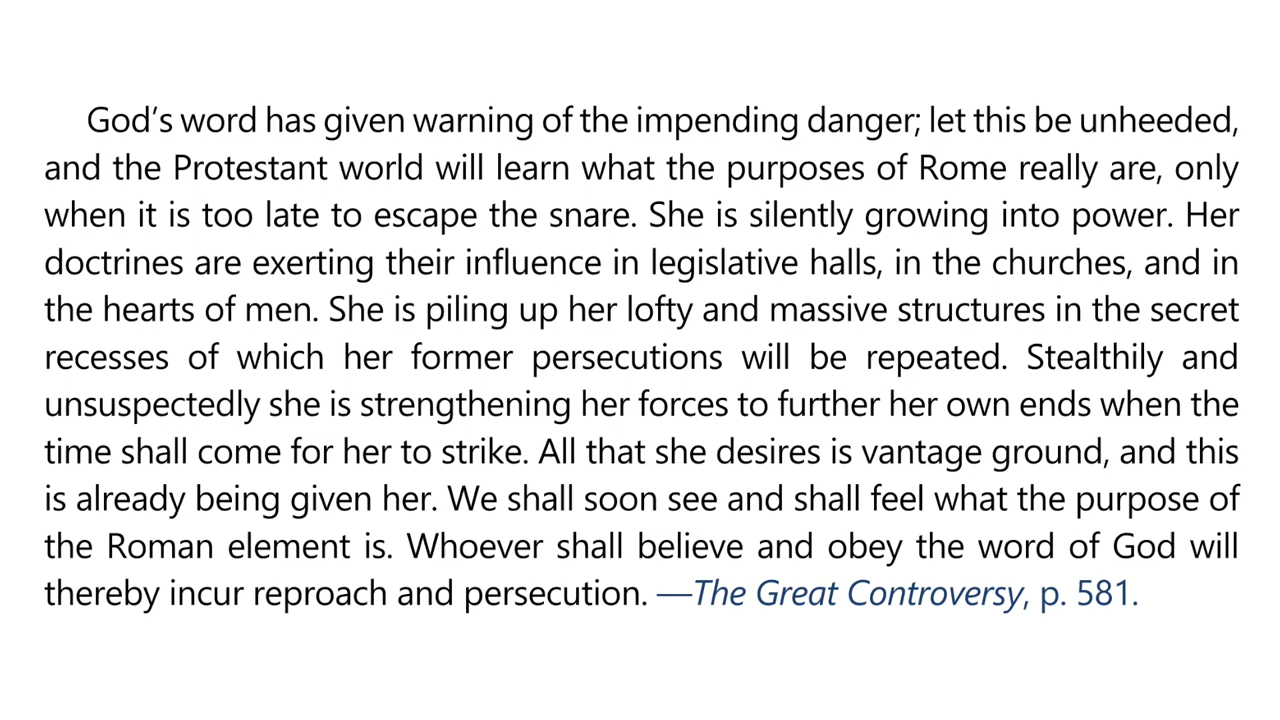 God’s word has given warning of the impending danger; let this be unheeded,
and the Protestant world will learn what the purposes of Rome really are, only
when it is too late to escape the snare. She is silently growing into power. Her
doctrines are exerting their influence in legislative halls, in the churches, and in
the hearts of men. She is piling up her lofty and massive structures in the secret
recesses of which her former persecutions will be repeated. Stealthily and
unsuspectedly she is strengthening her forces to further her own ends when the
time shall come for her to strike. All that she desires is vantage ground, and this
is already being given her. We shall soon see and shall feel what the purpose of
the Roman element is. Whoever shall believe and obey the word of God will
thereby incur reproach and persecution. —The Great Controversy, p. 581.